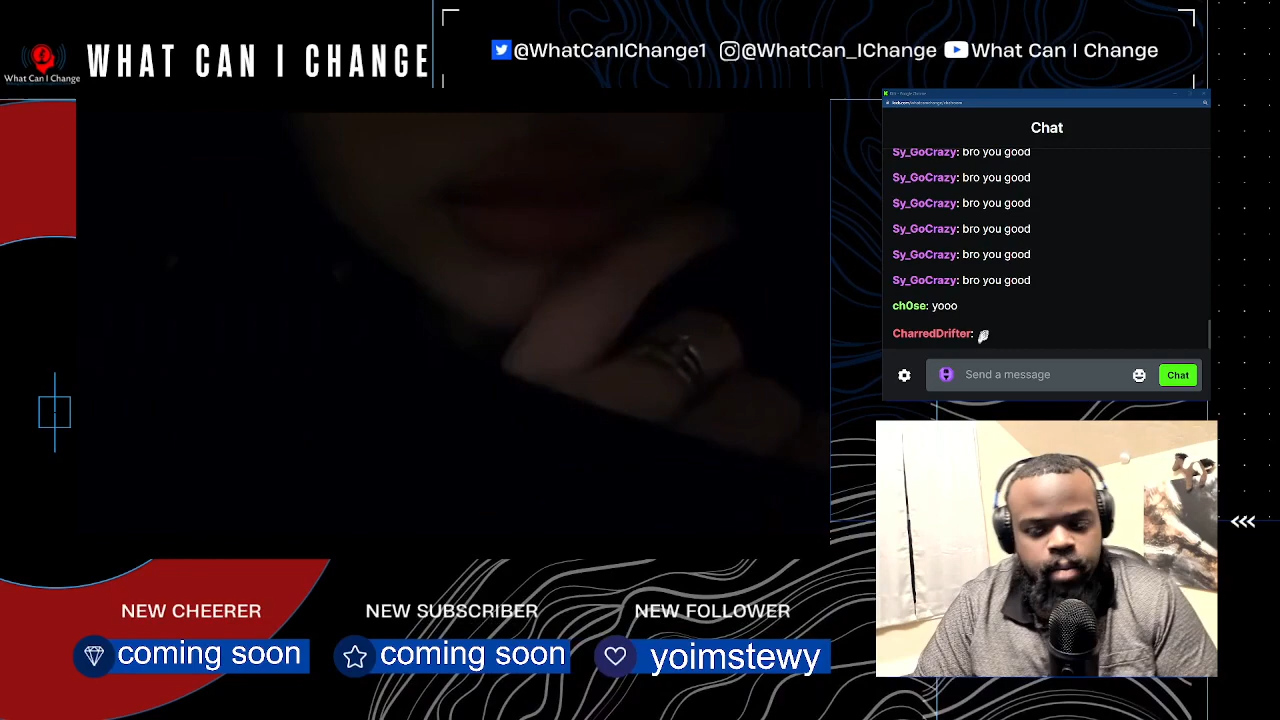 What Can I Change
WHAT CAN I CHANGE
@WhatCanIChange1 @WhatCan_IChange What Can I Change
Chat
Sy_GoCrazy: bro you good
Sy_GoCrazy: bro you good
Sy_GoCrazy: bro you good
Sy_GoCrazy: bro you good
Sy_GoCrazy: bro you good
Sy_GoCrazy: bro you good
ch0se: yooo
CharredDrifter:
Send a message
Chat
NEW CHEERER
coming soon
NEW SUBSCRIBER
coming soon
NEW FOLLOWER
yoimstewy